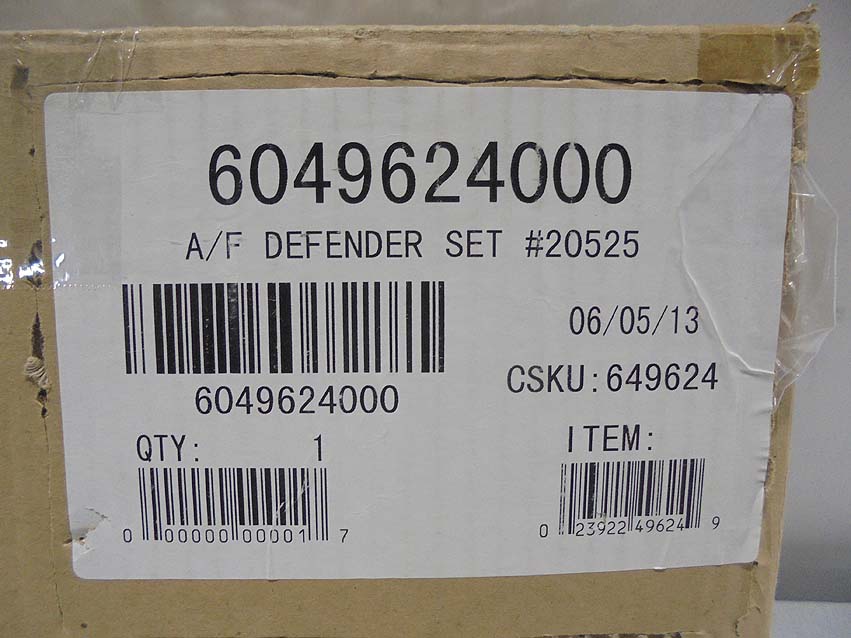 6049624000
A/F DEFENDER SET #20525
06/05/13
6049624000
CSKU:649624
QTY: 1
ITEM:
0 00000 00001 7
0 23922 49624 9